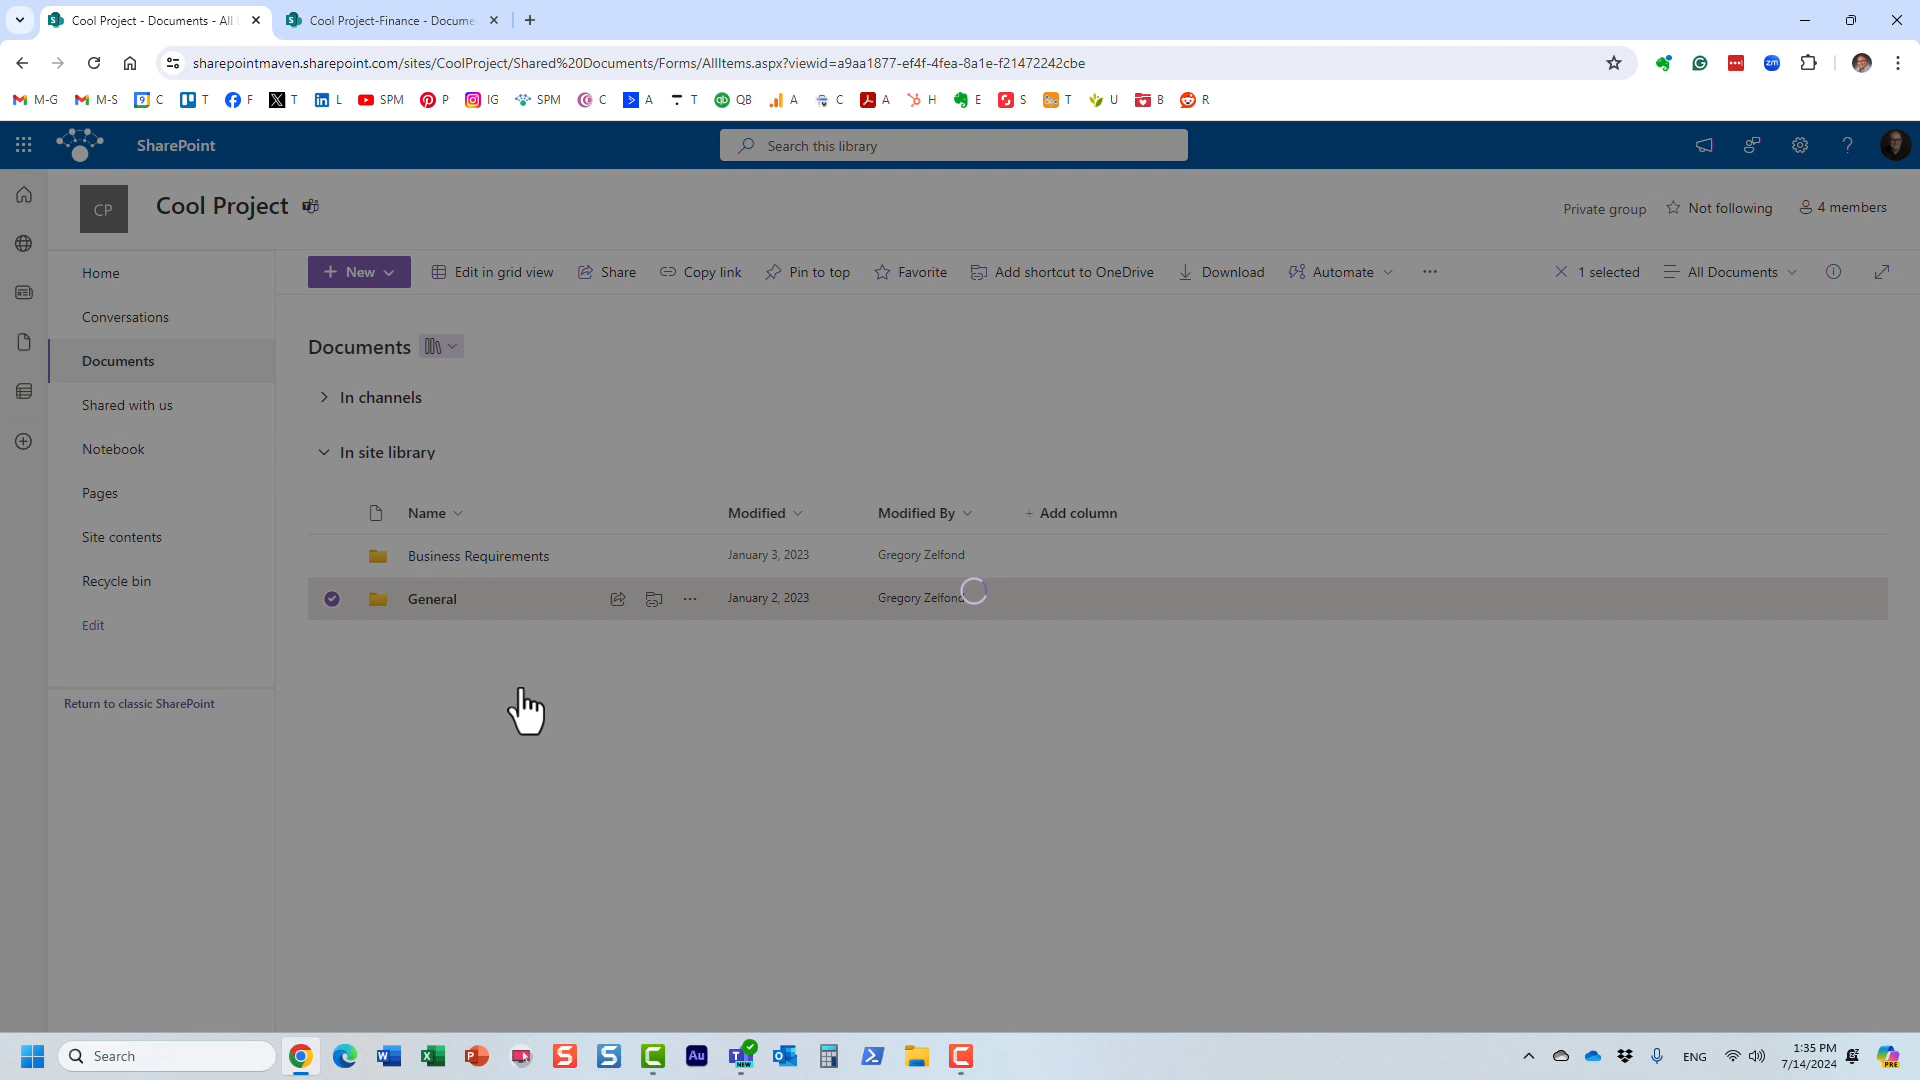 Cool Project - Documents - All
Cool Project-Finance - Docume
sharepointmaven.sharepoint.com/sites/CoolProject/Shared%20Documents/Forms/AllItems.aspx?viewid=a9aa1877-ef4f-4fea-8a1e-f21472242cbe
M-G M-S C T F T L SPM P IG SPM C A T QB A C A H E S T U B R
SharePoint
Search this library
CP
Cool Project
Private group
Not following
4 members
Home
Conversations
Documents
Shared with us
Notebook
Pages
Site contents
Recycle bin
Edit
Return to classic SharePoint
New
Edit in grid view
Share
Copy link
Pin to top
Favorite
Add shortcut to OneDrive
Download
Automate
1 selected
All Documents
Documents
In channels
In site library
Name Modified Modified By + Add column
Business Requirements January 3, 2023 Gregory Zelfond
General January 2, 2023 Gregory Zelfond
Search
ENG
1:35 PM
7/14/2024